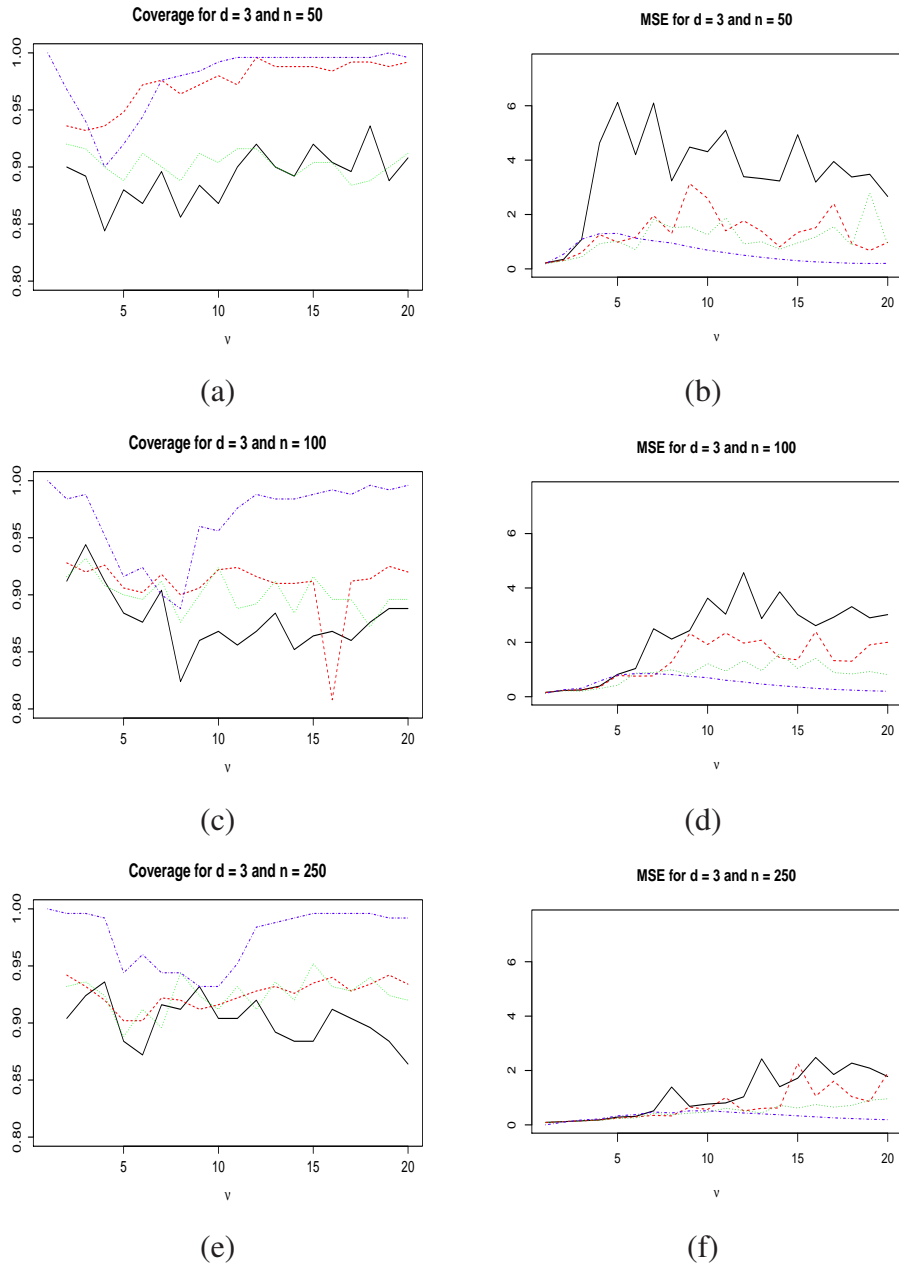 Coverage for d = 3 and n = 50
1.00
0.95
0.90
0.85
0.80
5 10 15 20
ν
(a)
MSE for d = 3 and n = 50
6
4
2
0
5 10 15 20
ν
(b)
Coverage for d = 3 and n = 100
1.00
0.95
0.90
0.85
0.80
5 10 15 20
ν
(c)
MSE for d = 3 and n = 100
6
4
2
0
5 10 15 20
ν
(d)
Coverage for d = 3 and n = 250
1.00
0.95
0.90
0.85
0.80
5 10 15 20
ν
(e)
MSE for d = 3 and n = 250
6
4
2
0
5 10 15 20
ν
(f)